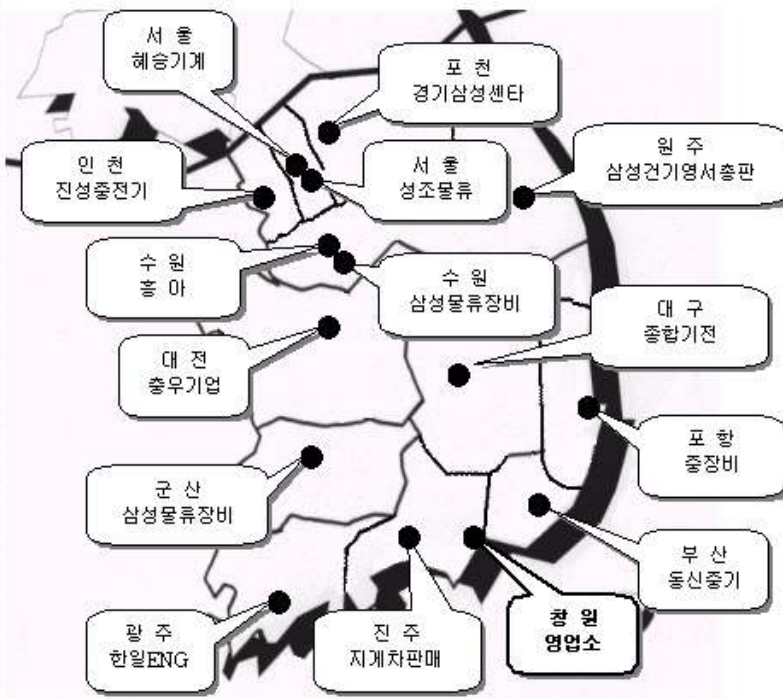 서 울
혜승기계
포 천
경기삼성센타
인 천
진성중전기
서 울
성조물류
원 주
삼성건기영서총판
수 원
흥 아
수 원
삼성물류장비
대 구
종합기전
대 전
충우기업
포 항
중장비
군 산
삼성물류장비
부 산
동신중기
광 주
한일ENG
진 주
지게차판매
창 원
영업소